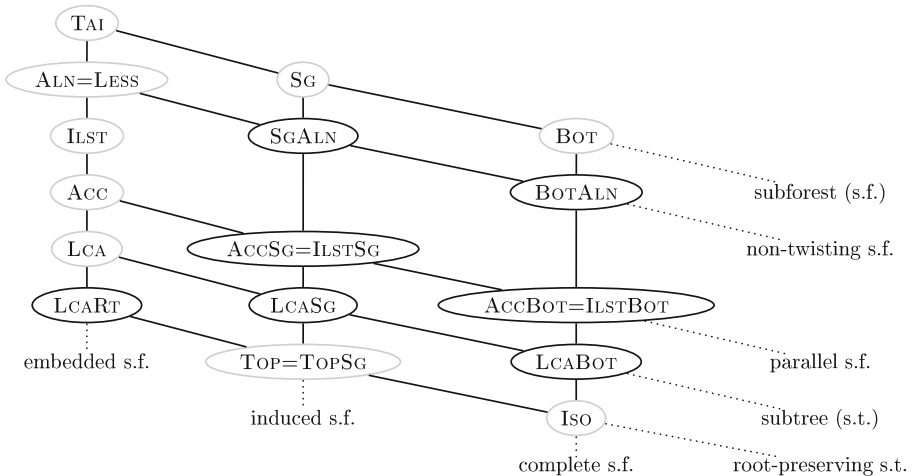 TAI
ALN=LESS
SG
ILST
SGALN
BOT
ACC
BOTALN
subforest (s.f.)
LCA
ACCSG=ILSTSG
non-twisting s.f.
LCART
LCASG
ACCBOT=ILSTBOT
embedded s.f.
TOP=TOPSG
LCABOT
parallel s.f.
induced s.f.
ISO
subtree (s.t.)
complete s.f.
root-preserving s.t.